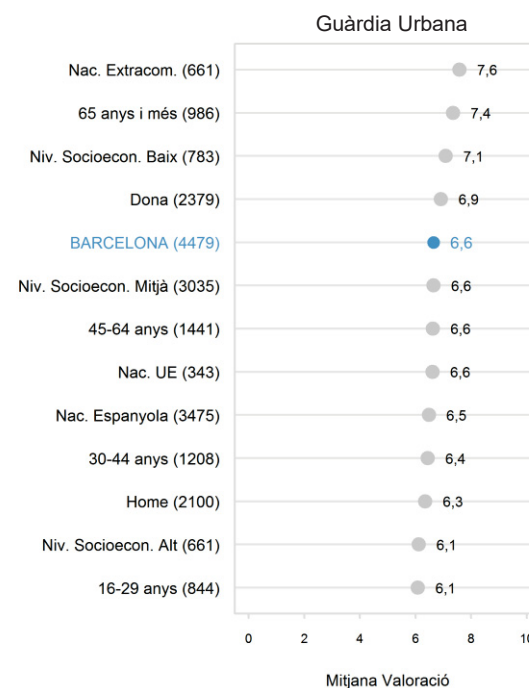 Guàrdia Urbana
Nac. Extracom. (661) 7,6
65 anys i més (986) 7,4
Niv. Socioecon. Baix (783) 7,1
Dona (2379) 6,9
BARCELONA (4479) 6,6
Niv. Socioecon. Mitjà (3035) 6,6
45-64 anys (1441) 6,6
Nac. UE (343) 6,6
Nac. Espanyola (3475) 6,5
30-44 anys (1208) 6,4
Home (2100) 6,3
Niv. Socioecon. Alt (661) 6,1
16-29 anys (844) 6,1
0 2 4 6 8 10
Mitjana Valoració